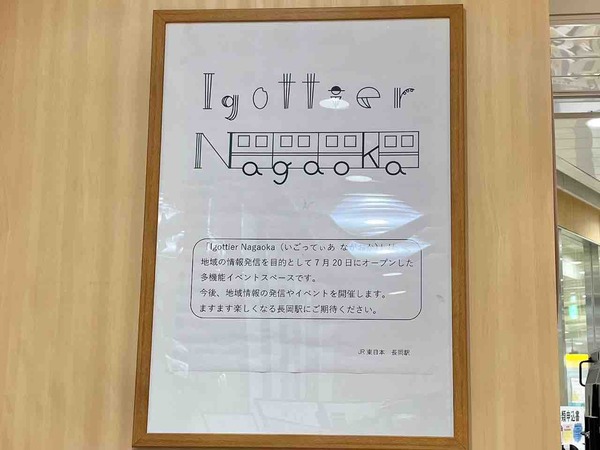 Igottier
Nagaoka
「Igottier Nagaoka（いごってぃあ な
地域の情報発信を目的として7月20日にオープンした
多機能イベントスペースです。
今後、地域情報の発信やイベントを開催します。
ますます楽しくなる長岡駅にご期待ください。
JR東日本　長岡駅
申込書